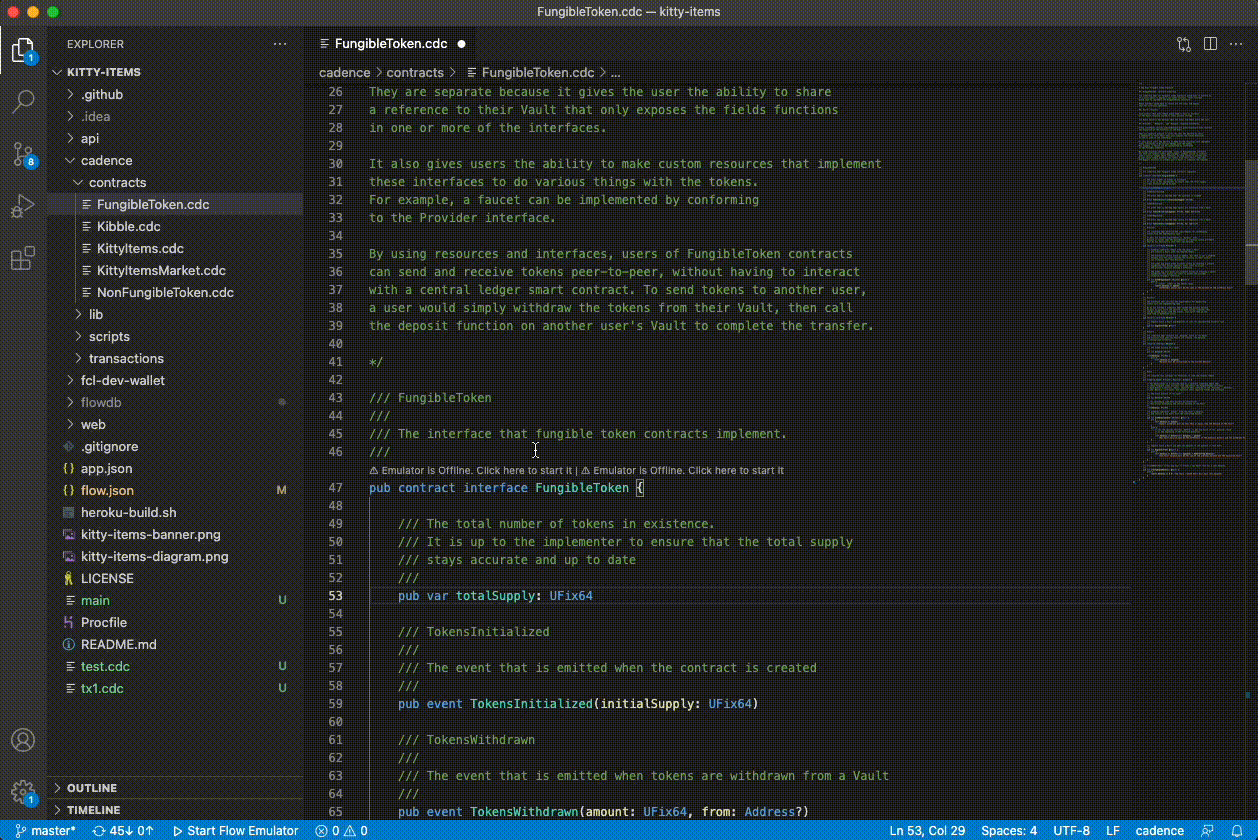 FungibleToken.cdc — kitty-items
EXPLORER
KITTY-ITEMS
.github
.idea
api
cadence
contracts
FungibleToken.cdc
Kibble.cdc
KittyItems.cdc
KittyItemsMarket.cdc
NonFungibleToken.cdc
lib
scripts
transactions
fcl-dev-wallet
flowdb
web
.gitignore
{} app.json
{} flow.json M
heroku-build.sh
kitty-items-banner.png
kitty-items-diagram.png
LICENSE
main U
Procfile
README.md
test.cdc U
tx1.cdc U
OUTLINE
TIMELINE
1
8
1
FungibleToken.cdc
cadence > contracts > FungibleToken.cdc > ...
26 They are separate because it gives the user the ability to share
27 a reference to their Vault that only exposes the fields functions
28 in one or more of the interfaces.
29
30 It also gives users the ability to make custom resources that implement
31 these interfaces to do various things with the tokens.
32 For example, a faucet can be implemented by conforming
33 to the Provider interface.
34
35 By using resources and interfaces, users of FungibleToken contracts
36 can send and receive tokens peer-to-peer, without having to interact
37 with a central ledger smart contract. To send tokens to another user,
38 a user would simply withdraw the tokens from their Vault, then call
39 the deposit function on another user's Vault to complete the transfer.
40
41 */
42
43 /// FungibleToken
44 ///
45 /// The interface that fungible token contracts implement.
46 ///
⚠ Emulator is Offline. Click here to start it | ⚠ Emulator is Offline. Click here to start it
47 pub contract interface FungibleToken {
48
49 /// The total number of tokens in existence.
50 /// It is up to the implementer to ensure that the total supply
51 /// stays accurate and up to date
52 ///
53 pub var totalSupply: UFix64
54
55 /// TokensInitialized
56 ///
57 /// The event that is emitted when the contract is created
58 ///
59 pub event TokensInitialized(initialSupply: UFix64)
60
61 /// TokensWithdrawn
62 ///
63 /// The event that is emitted when tokens are withdrawn from a Vault
64 ///
65 pub event TokensWithdrawn(amount: UFix64, from: Address?)
master* 45↓ 0↑ Start Flow Emulator 0 0 Ln 53, Col 29 Spaces: 4 UTF-8 LF cadence